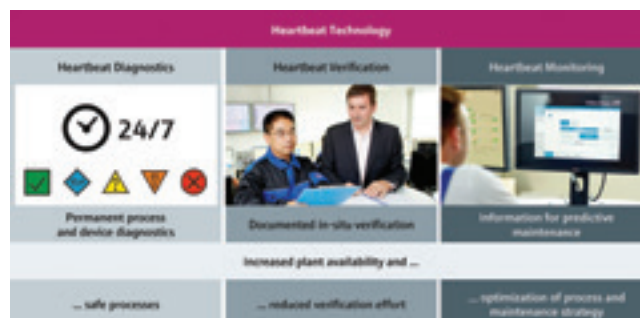 Heartbeat Technology
Heartbeat Diagnostics
Heartbeat Verification
Heartbeat Monitoring
24/7
Permanent process
and device diagnostics
Documented in-situ verification
Information for predictive
maintenance
Increased plant availability and ...
... safe processes
... reduced verification effort
... optimization of process and
maintenance strategy